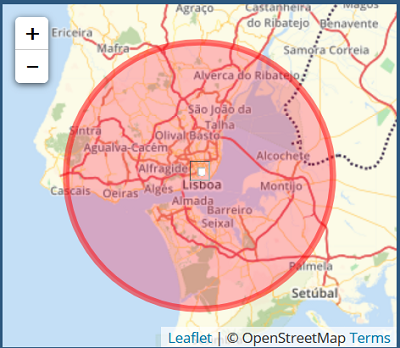 +
−
Agraço
Castanheira
do Ribatejo
Magos
Benavente
Ericeira
Mafra
Samora Correia
Alverca do Ribatejo
São João da
Talha
Sintra
Olival Basto
Agualva-Cacém
Alcochete
Alfragide
Cascais
Oeiras
Algés
Lisboa
Montijo
Almada
Barreiro
Seixal
Palmela
Setúbal
Leaflet | © OpenStreetMap Terms